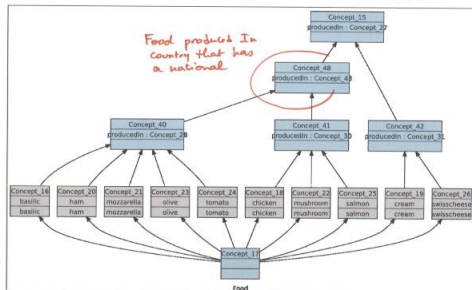 Concept_15
producedIn : Concept_27
Food produced In
country that has
a national
Concept_48
producedIn : Concept_43
Concept_40
producedIn : Concept_28
Concept_41
producedIn : Concept_30
Concept_42
producedIn : Concept_31
Concept_16
basilic
basilic
Concept_20
ham
ham
Concept_21
mozzarella
mozzarella
Concept_23
olive
olive
Concept_24
tomato
tomato
Concept_18
chicken
chicken
Concept_22
mushroom
mushroom
Concept_25
salmon
salmon
Concept_19
cream
cream
Concept_26
swisscheese
swisscheese
Concept_17
Food